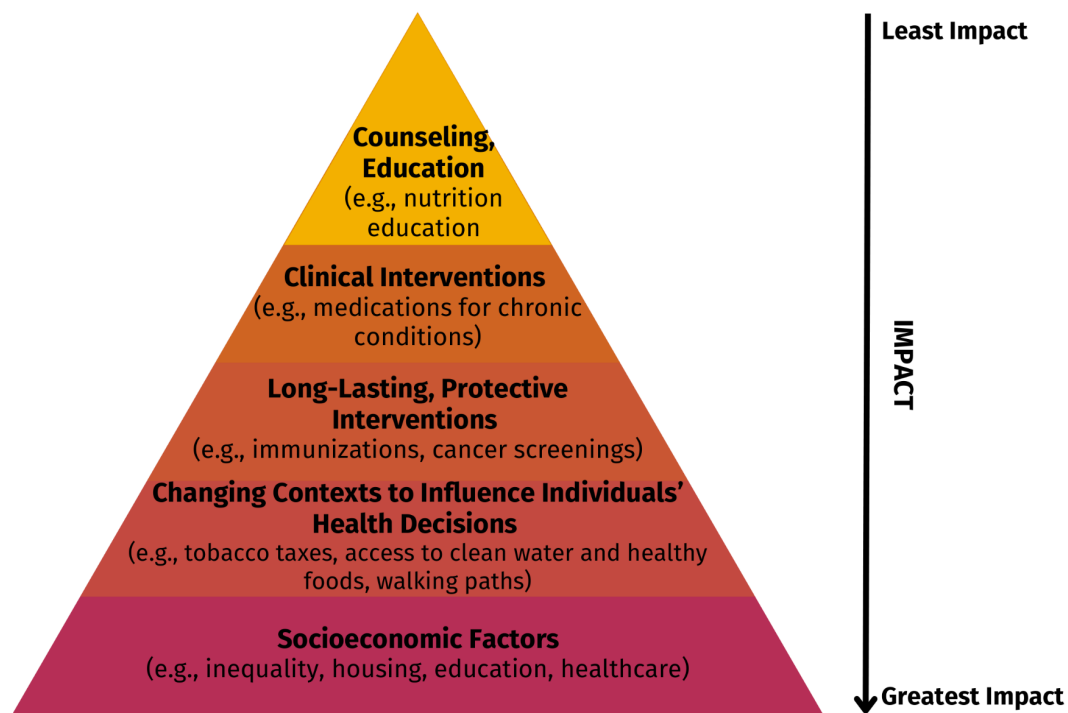 Least Impact
Counseling,
Education
(e.g., nutrition
education
Clinical Interventions
(e.g., medications for chronic
conditions)
IMPACT
Long-Lasting, Protective
Interventions
(e.g., immunizations, cancer screenings)
Changing Contexts to Influence Individuals’
Health Decisions
(e.g., tobacco taxes, access to clean water and healthy
foods, walking paths)
Socioeconomic Factors
(e.g., inequality, housing, education, healthcare)
Greatest Impact